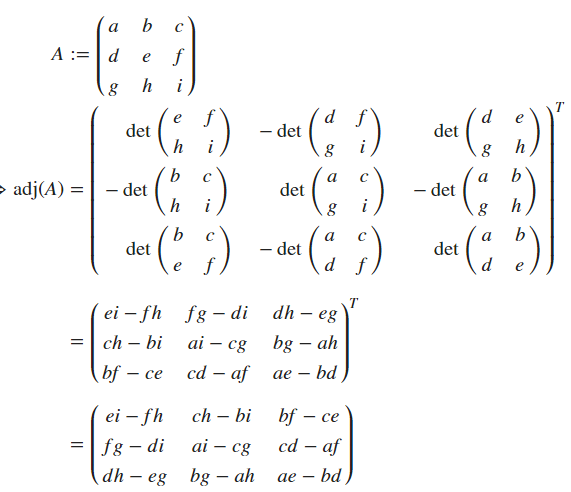 A := ( a b c
d e f
g h i )
adj(A) = ( det ( e f h i ) − det ( d f g i ) det ( d e g h )
− det ( b c h i ) det ( a c g i ) − det ( a b g h )
det ( b c e f ) − det ( a c d f ) det ( a b d e ) )^T
= ( ei − fh fg − di dh − eg
ch − bi ai − cg bg − ah
bf − ce cd − af ae − bd )^T
= ( ei − fh ch − bi bf − ce
fg − di ai − cg cd − af
dh − eg bg − ah ae − bd )